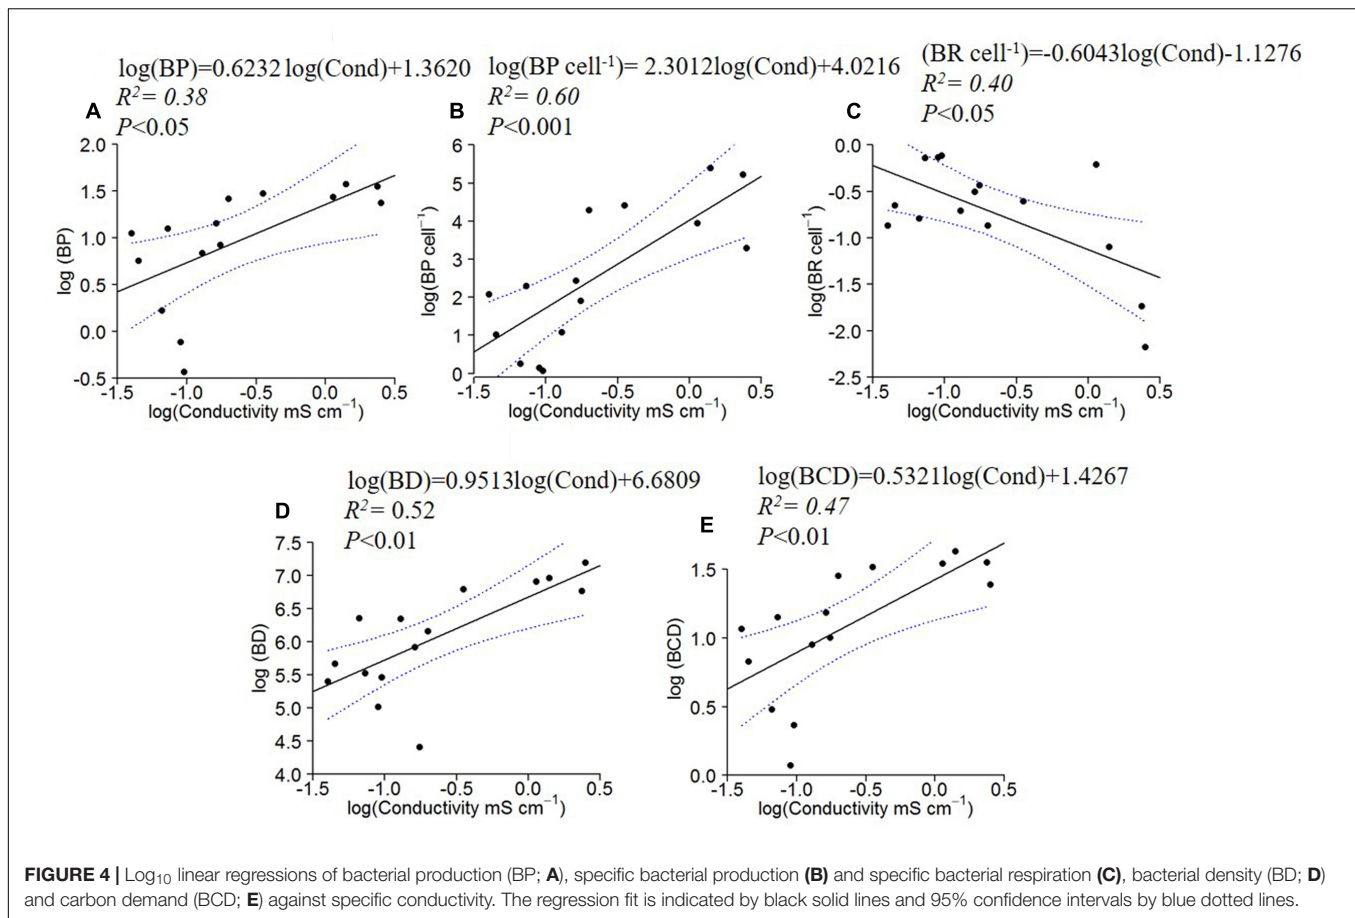 log(BP)=0.6232 log(Cond)+1.3620
R²= 0.38
P<0.05
A
2.0
1.5
1.0
0.5
0.0
-0.5
log (BP)
-1.5 -1.0 -0.5 0.0 0.5
log(Conductivity mS cm⁻¹)
log(BP cell⁻¹)= 2.3012log(Cond)+4.0216
R²= 0.60
P<0.001
B
6
5
4
3
2
1
0
log(BP cell⁻¹)
-1.5 -1.0 -0.5 0.0 0.5
log(Conductivity mS cm⁻¹)
(BR cell⁻¹)=-0.6043log(Cond)-1.1276
R²= 0.40
P<0.05
C
0.0
-0.5
-1.0
-1.5
-2.0
-2.5
log(BR cell⁻¹)
-1.5 -1.0 -0.5 0.0 0.5
log(Conductivity mS cm⁻¹)
log(BD)=0.9513log(Cond)+6.6809
R²= 0.52
P<0.01
D
7.5
7.0
6.5
6.0
5.5
5.0
4.5
4.0
log (BD)
-1.5 -1.0 -0.5 0.0 0.5
log(Conductivity mS cm⁻¹)
log(BCD)=0.5321log(Cond)+1.4267
R²= 0.47
P<0.01
E
1.5
1.0
0.5
0.0
log (BCD)
-1.5 -1.0 -0.5 0.0 0.5
log(Conductivity mS cm⁻¹)
FIGURE 4 | Log₁₀ linear regressions of bacterial production (BP; A), specific bacterial production (B) and specific bacterial respiration (C), bacterial density (BD; D)
and carbon demand (BCD; E) against specific conductivity. The regression fit is indicated by black solid lines and 95% confidence intervals by blue dotted lines.